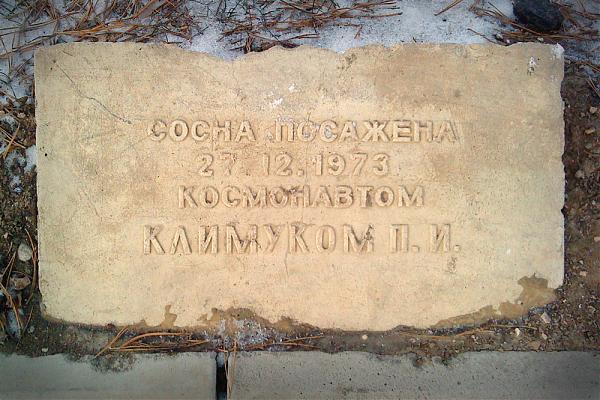 СОСНА ПОСАЖЕНА
27.12.1973
КОСМОНАВТОМ
КЛИМУКОМ П. И.